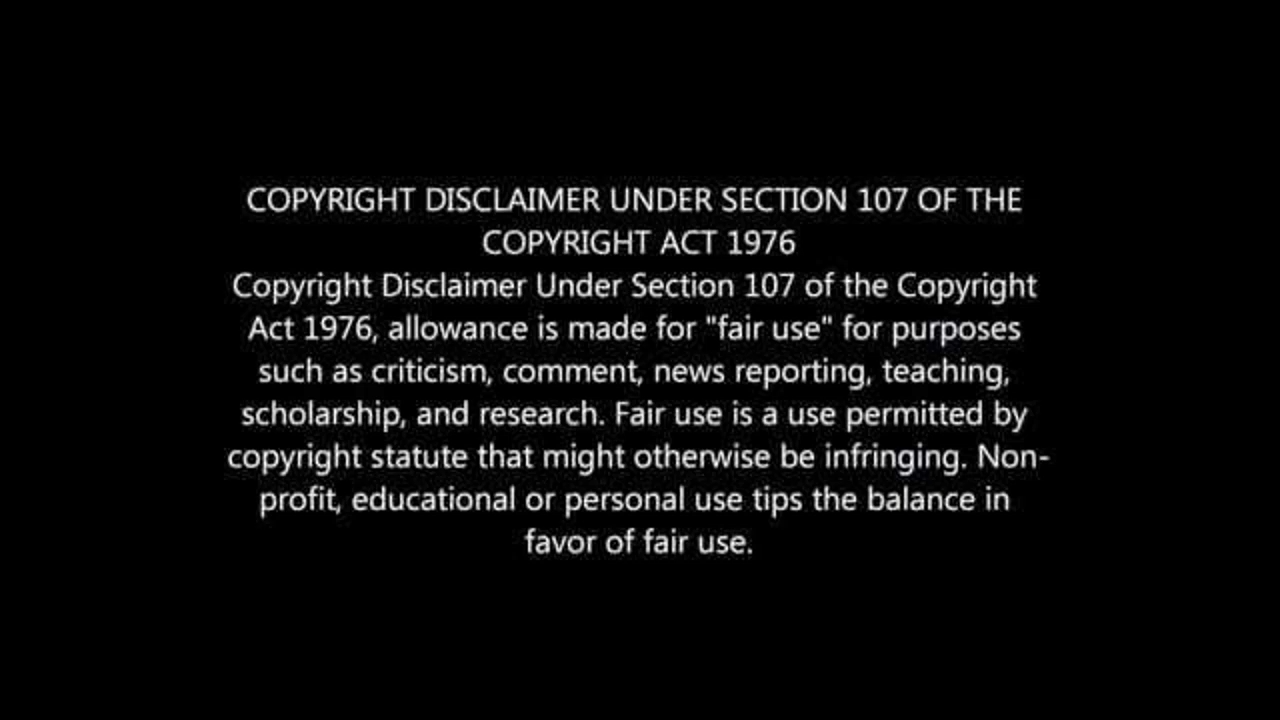 COPYRIGHT DISCLAIMER UNDER SECTION 107 OF THE
COPYRIGHT ACT 1976
Copyright Disclaimer Under Section 107 of the Copyright
Act 1976, allowance is made for "fair use" for purposes
such as criticism, comment, news reporting, teaching,
scholarship, and research. Fair use is a use permitted by
copyright statute that might otherwise be infringing. Non-
profit, educational or personal use tips the balance in
favor of fair use.